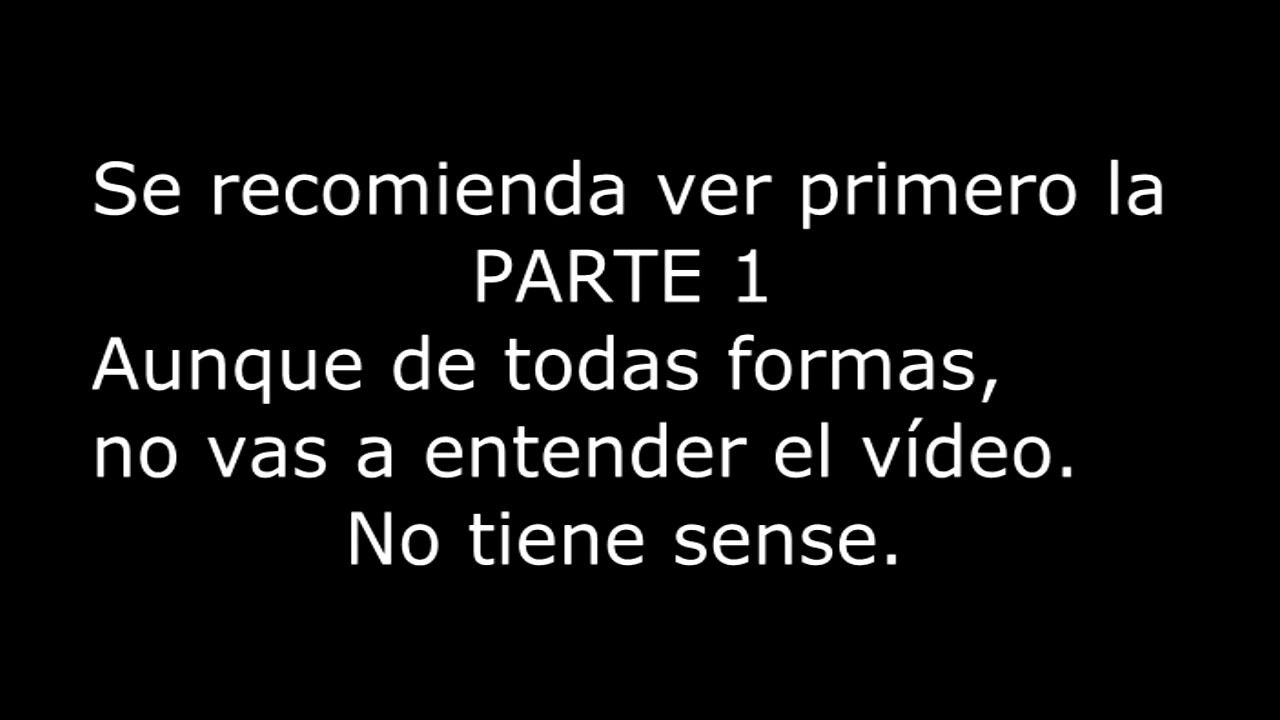 Se recomienda ver primero la
PARTE 1
Aunque de todas formas,
no vas a entender el vídeo.
No tiene sense.